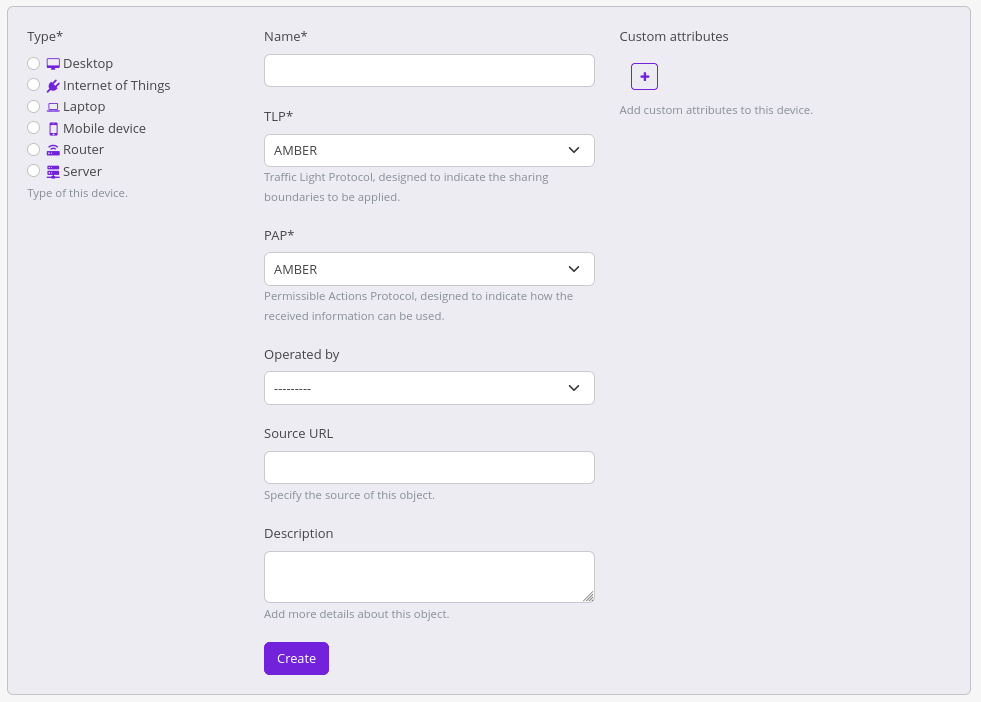 Type*
Desktop
Internet of Things
Laptop
Mobile device
Router
Server
Type of this device.
Name*
TLP*
AMBER
Traffic Light Protocol, designed to indicate the sharing
boundaries to be applied.
PAP*
AMBER
Permissible Actions Protocol, designed to indicate how the
received information can be used.
Operated by
---------
Source URL
Specify the source of this object.
Description
Add more details about this object.
Create
Custom attributes
+
Add custom attributes to this device.